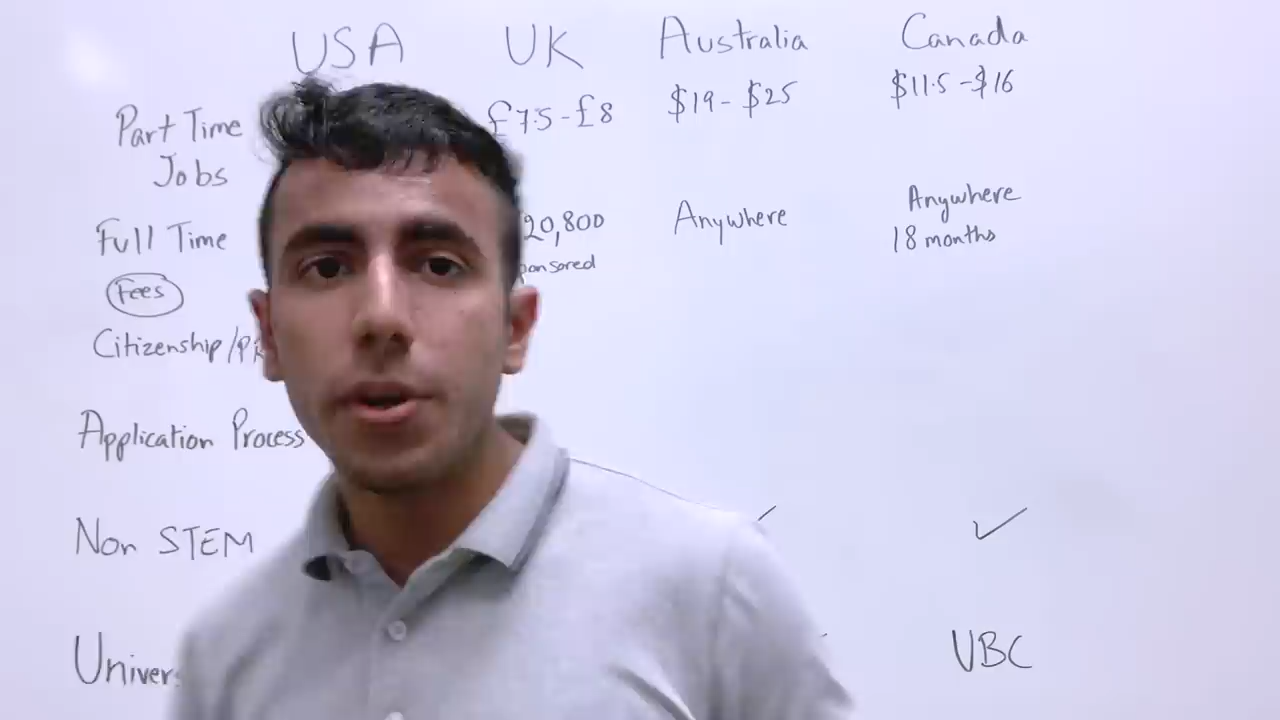 USA UK Australia Canada
Part Time £7.5-£8 $19-$25 $11.5-$16
Jobs
Full Time 20,800 Anywhere Anywhere
18 months
Fees
Citizenship/PR
Application Process
Non STEM ✓
UBC